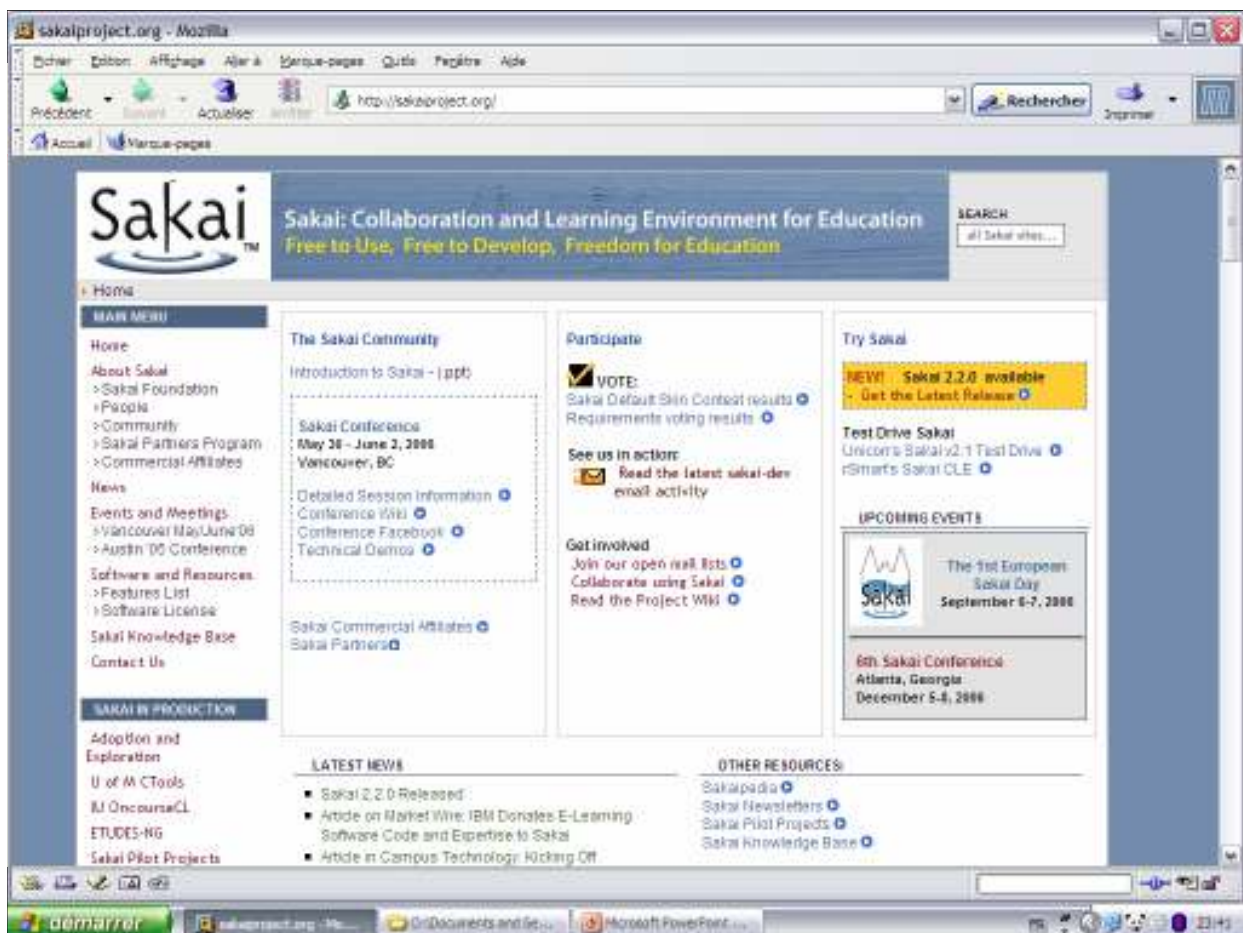 sakaiproject.org - Mozilla
Fichier Edition Affichage Aller à Marque-pages Outils Fenêtre Aide
Précédent Suivant Actualiser Arrêter http://sakaiproject.org/ Rechercher Imprimer
Accueil Marque-pages
Sakai™
Sakai: Collaboration and Learning Environment for Education
Free to Use, Free to Develop, Freedom for Education
SEARCH
all Sakai sites...
Home
MAIN MENU
Home
About Sakai
>Sakai Foundation
>People
>Community
>Sakai Partners Program
>Commercial Affiliates
News
Events and Meetings
>Vancouver May/June'06
>Austin '05 Conference
Software and Resources
>Features List
>Software License
Sakai Knowledge Base
Contact Us
SAKAI IN PRODUCTION
Adoption and
Exploration
U of M CTools
IU OncourseCL
ETUDES-NG
Sakai Pilot Projects
The Sakai Community
Introduction to Sakai - (.ppt)
Sakai Conference
May 30 - June 2, 2006
Vancouver, BC
Detailed Session Information
Conference Wiki
Conference Facebook
Technical Demos
Sakai Commercial Affiliates
Sakai Partners
Participate
VOTE:
Sakai Default Skin Contest results
Requirements voting results
See us in action:
Read the latest sakai-dev
email activity
Get involved
Join our open mail lists
Collaborate using Sakai
Read the Project Wiki
Try Sakai
NEW! Sakai 2.2.0 available
- Get the Latest Release
Test Drive Sakai
Unicon's Sakai v2.1 Test Drive
rSmart's Sakai CLE
UPCOMING EVENTS
Sakai
The 1st European
Sakai Day
September 6-7, 2006
6th Sakai Conference
Atlanta, Georgia
December 5-8, 2006
LATEST NEWS
Sakai 2.2.0 Released
Article on Market Wire: IBM Donates E-Learning
Software Code and Expertise to Sakai
Article in Campus Technology: Kicking Off
OTHER RESOURCES:
Sakaipedia
Sakai Newsletters
Sakai Pilot Projects
Sakai Knowledge Base
démarrer sakaiproject.org - Mo... D:\Documents and Se... Microsoft PowerPoint ... FR 23:41